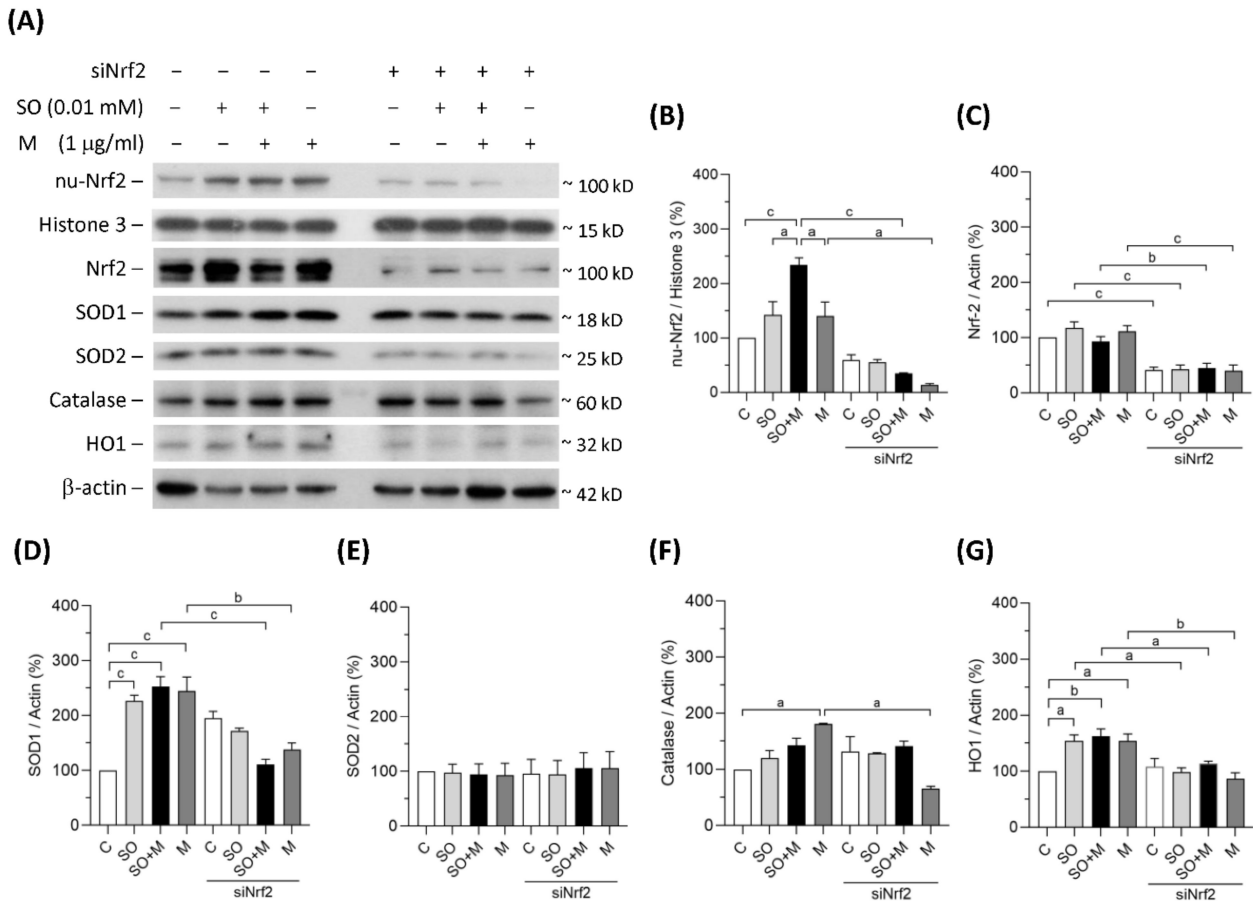 (A)
siNrf2 – – – – + + + +
SO (0.01 mM) – + + – – + + –
M (1 µg/ml) – – + + – – + +
nu-Nrf2 – ~ 100 kD
Histone 3 – ~ 15 kD
Nrf2 – ~ 100 kD
SOD1 – ~ 18 kD
SOD2 – ~ 25 kD
Catalase – ~ 60 kD
HO1 – ~ 32 kD
β-actin – ~ 42 kD
(B)
nu-Nrf2 / Histone 3 (%)
400
300
200
100
0
c c
a a a
C SO SO+M M C SO SO+M M
siNrf2
(C)
Nrf-2 / Actin (%)
400
300
200
100
0
c
b
c
c
C SO SO+M M C SO SO+M M
siNrf2
(D)
SOD1 / Actin (%)
400
300
200
100
0
b
c
c
c
c
C SO SO+M M C SO SO+M M
siNrf2
(E)
SOD2 / Actin (%)
400
300
200
100
0
C SO SO+M M C SO SO+M M
siNrf2
(F)
Catalase / Actin (%)
400
300
200
100
0
a a
C SO SO+M M C SO SO+M M
siNrf2
(G)
HO1 / Actin (%)
400
300
200
100
0
b
a
a
a
b
a
C SO SO+M M C SO SO+M M
siNrf2